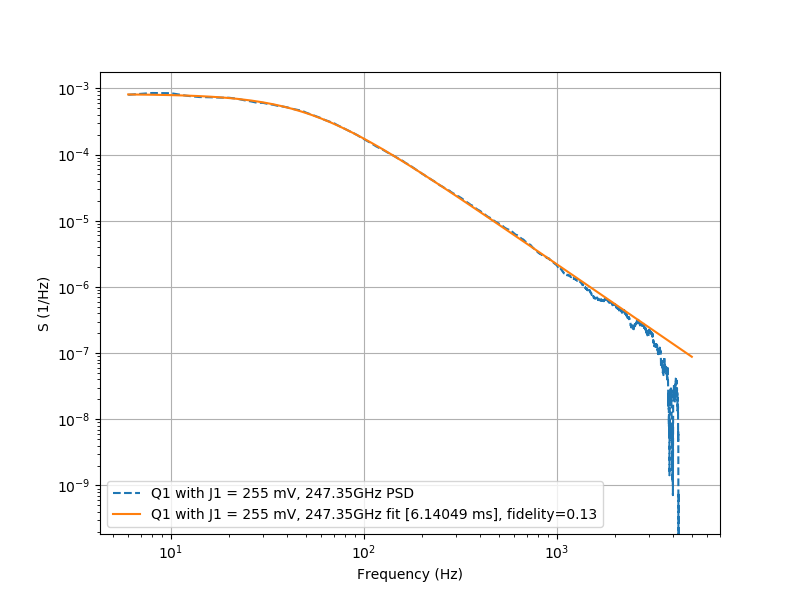 10⁻³
10⁻⁴
10⁻⁵
10⁻⁶
10⁻⁷
10⁻⁸
10⁻⁹
S (1/Hz)
Q1 with J1 = 255 mV, 247.35GHz PSD
Q1 with J1 = 255 mV, 247.35GHz fit [6.14049 ms], fidelity=0.13
10¹ 10² 10³
Frequency (Hz)